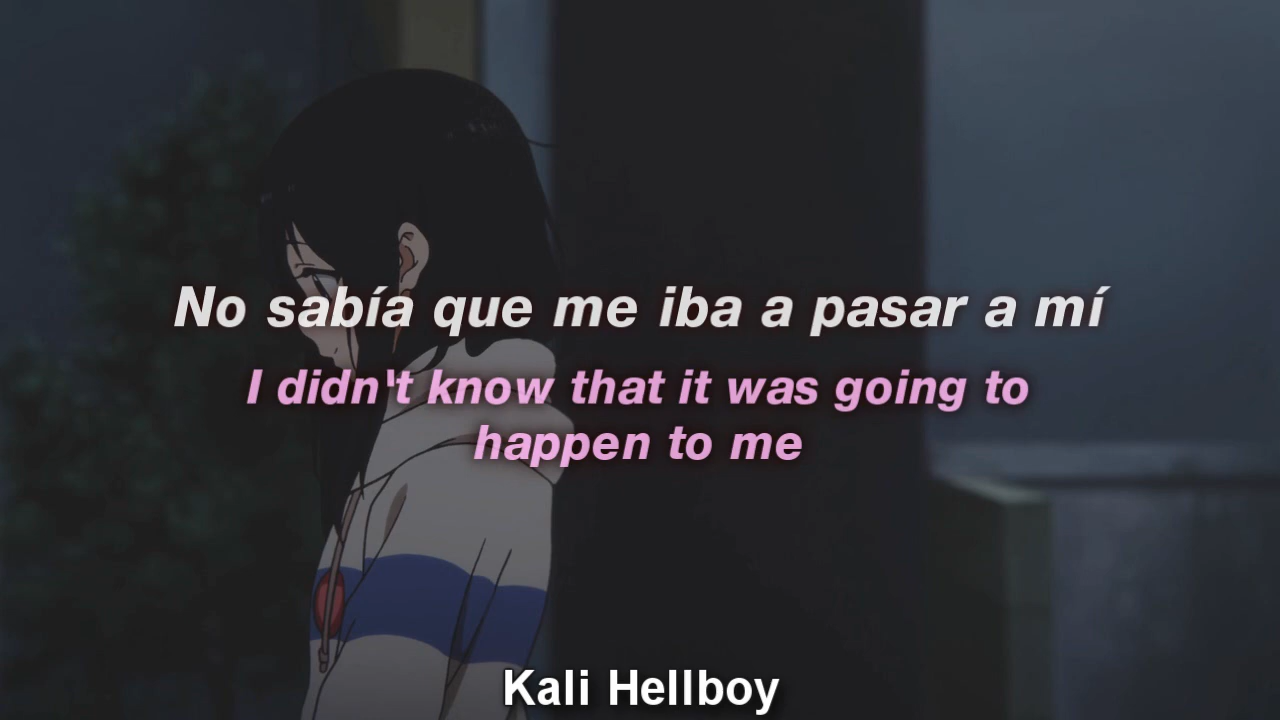 No sabía que me iba a pasar a mí
I didn't know that it was going to
happen to me
Kali Hellboy